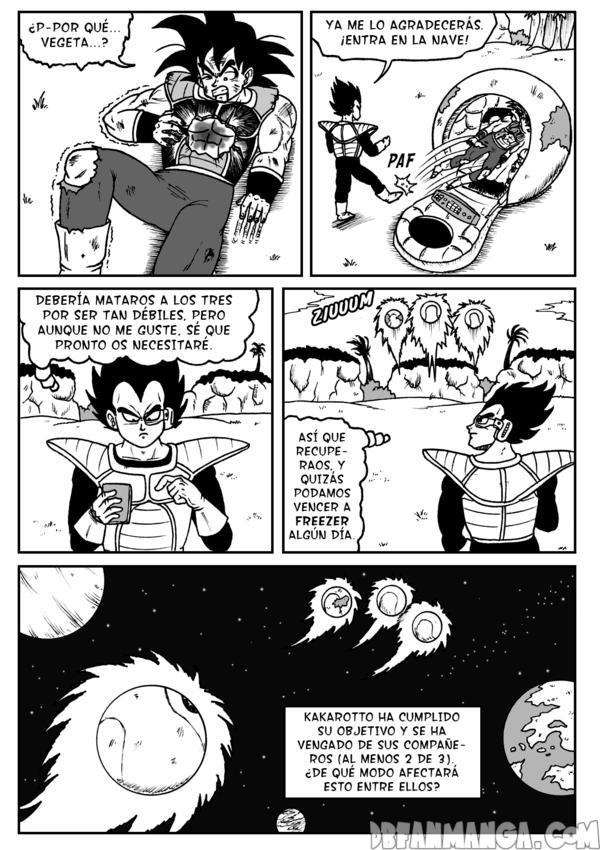 ¿P-POR QUÉ...
VEGETA...?
YA ME LO AGRADECERÁS.
¡ENTRA EN LA NAVE!
PAF
DEBERÍA MATAROS A LOS TRES
POR SER TAN DÉBILES, PERO
AUNQUE NO ME GUSTE, SÉ QUE
PRONTO OS NECESITARÉ.
ZIUUUM
ASÍ QUE
RECUPE-
RAOS, Y
QUIZÁS
PODAMOS
VENCER A
FREEZER
ALGÚN DÍA.
KAKAROTTO HA CUMPLIDO
SU OBJETIVO Y SE HA
VENGADO DE SUS COMPAÑE-
ROS (AL MENOS 2 DE 3).
¿DE QUÉ MODO AFECTARÁ
ESTO ENTRE ELLOS?
DBFANMANGA.COM